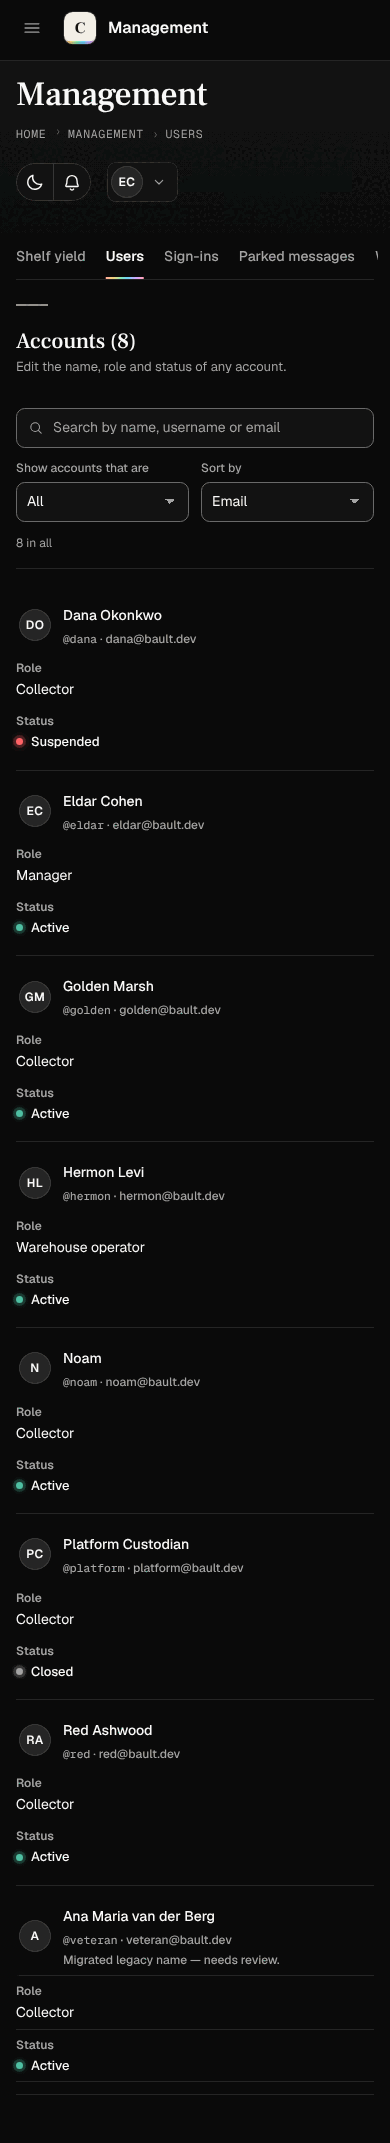 C Management
Management
HOME › MANAGEMENT › USERS
EC
Shelf yield Users Sign-ins Parked messages
Accounts (8)
Edit the name, role and status of any account.
Search by name, username or email
Show accounts that are Sort by
All Email
8 in all
DO Dana Okonkwo
@dana · dana@bault.dev
Role
Collector
Status
Suspended
EC Eldar Cohen
@eldar · eldar@bault.dev
Role
Manager
Status
Active
GM Golden Marsh
@golden · golden@bault.dev
Role
Collector
Status
Active
HL Hermon Levi
@hermon · hermon@bault.dev
Role
Warehouse operator
Status
Active
N Noam
@noam · noam@bault.dev
Role
Collector
Status
Active
PC Platform Custodian
@platform · platform@bault.dev
Role
Collector
Status
Closed
RA Red Ashwood
@red · red@bault.dev
Role
Collector
Status
Active
A Ana Maria van der Berg
@veteran · veteran@bault.dev
Migrated legacy name — needs review.
Role
Collector
Status
Active